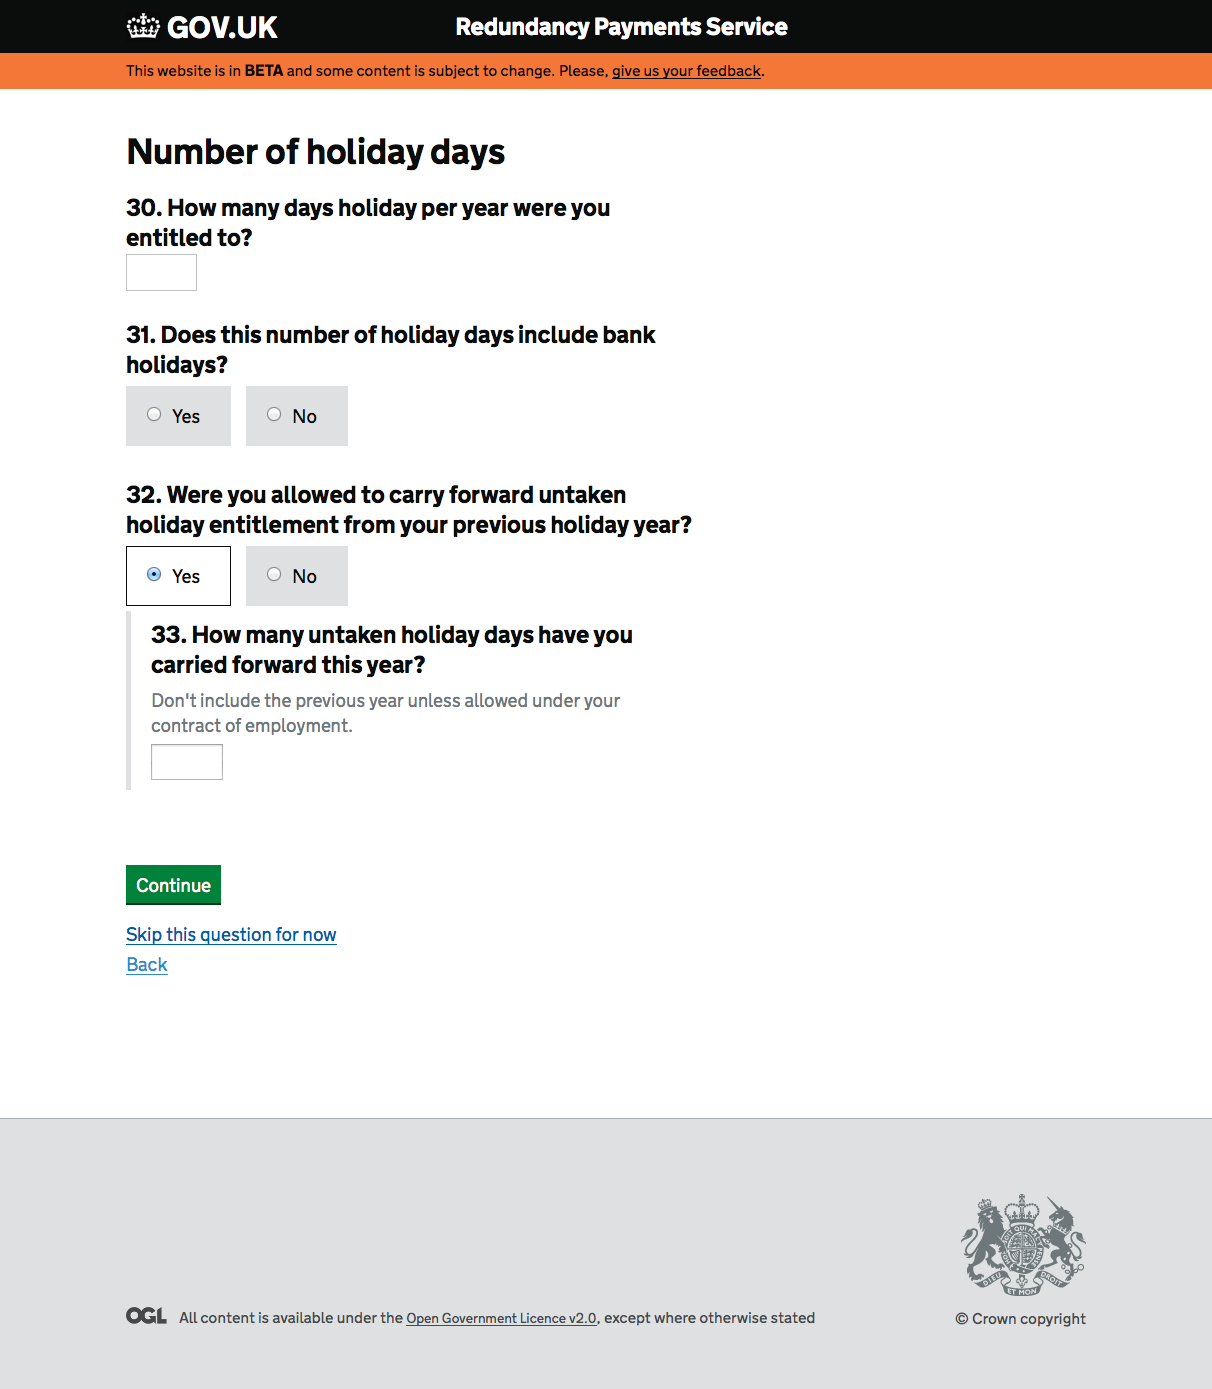 GOV.UK
Redundancy Payments Service
This website is in BETA and some content is subject to change. Please, give us your feedback.
Number of holiday days
30. How many days holiday per year were you
entitled to?
31. Does this number of holiday days include bank
holidays?
Yes No
32. Were you allowed to carry forward untaken
holiday entitlement from your previous holiday year?
Yes No
33. How many untaken holiday days have you
carried forward this year?
Don't include the previous year unless allowed under your
contract of employment.
Continue
Skip this question for now
Back
DIEU ET MON DROIT
OGL All content is available under the Open Government Licence v2.0, except where otherwise stated
© Crown copyright